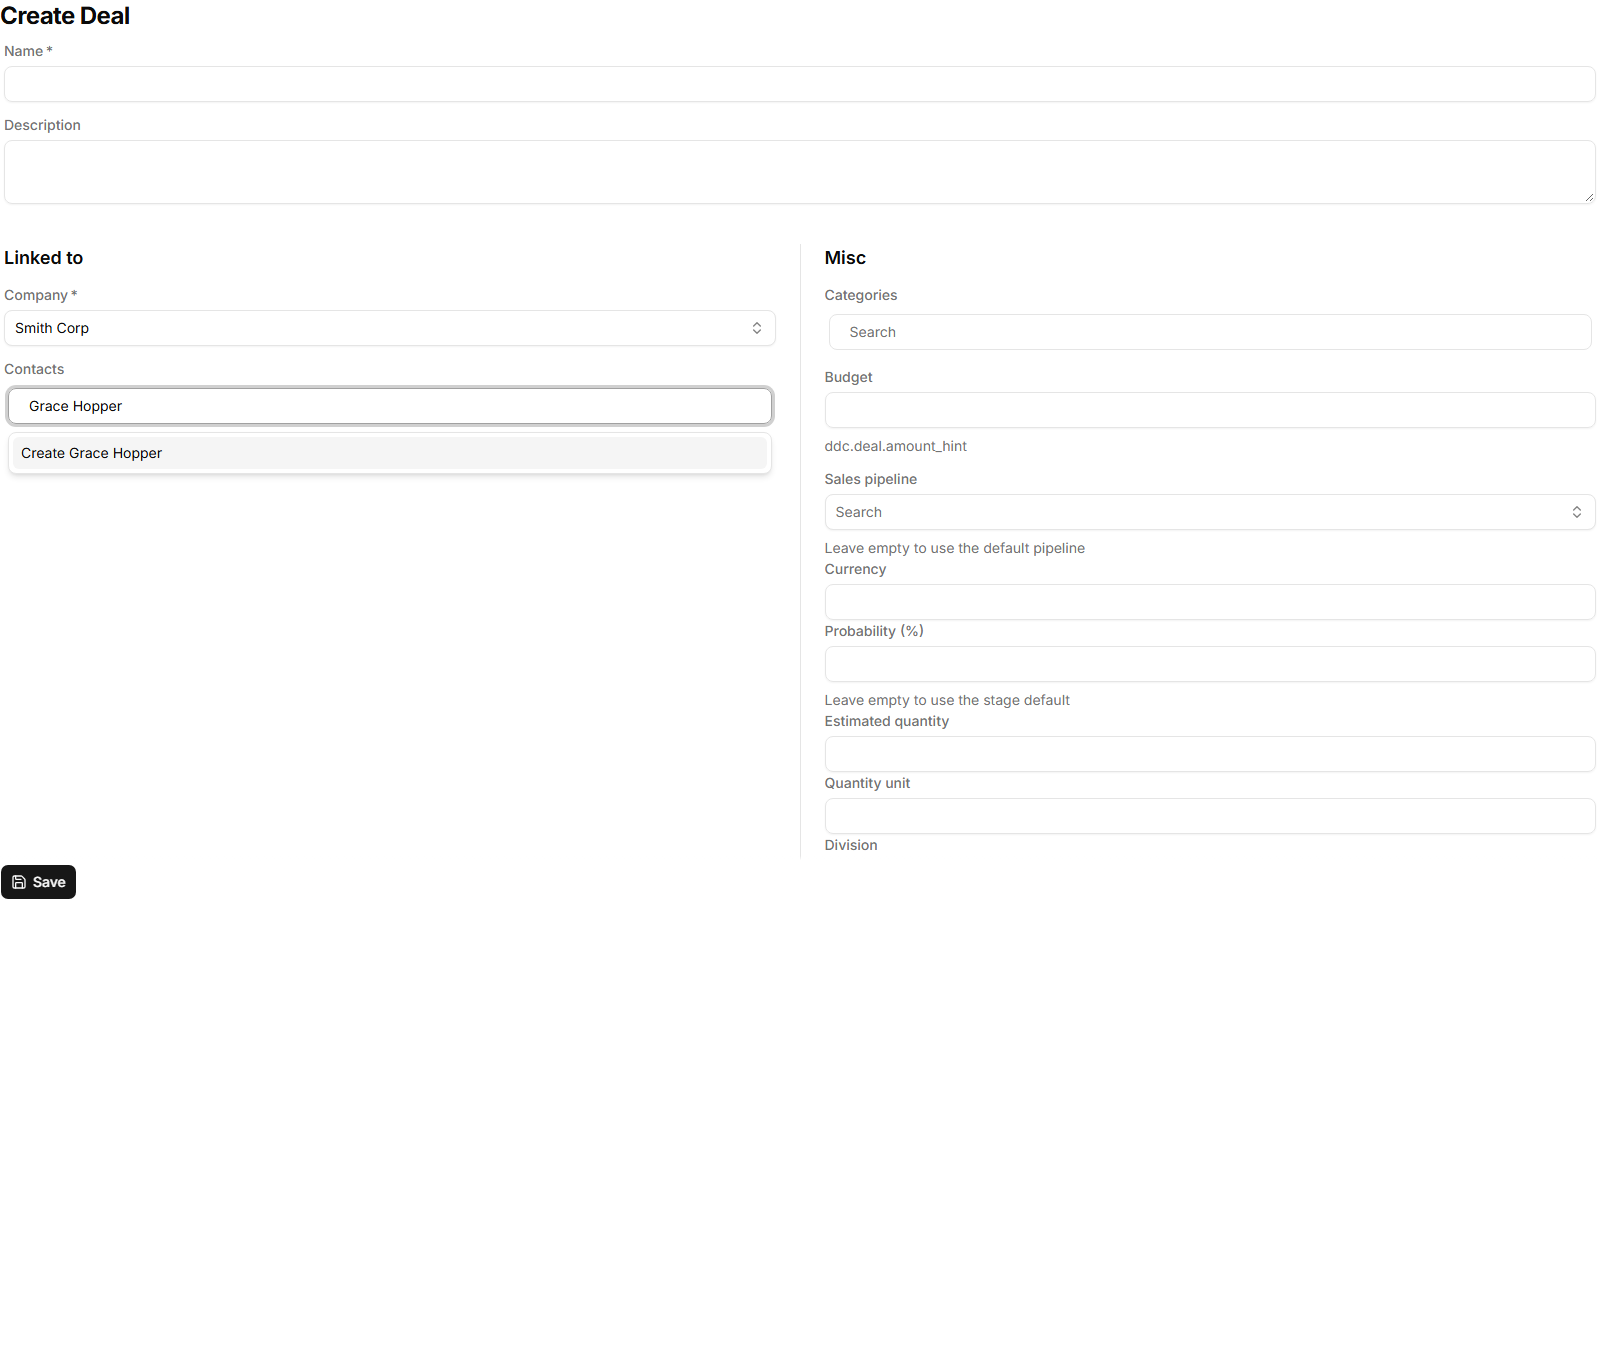 Create Deal
Name *
Description
Linked to
Company *
Smith Corp
Contacts
Grace Hopper
Create Grace Hopper
Misc
Categories
Search
Budget
ddc.deal.amount_hint
Sales pipeline
Search
Leave empty to use the default pipeline
Currency
Probability (%)
Leave empty to use the stage default
Estimated quantity
Quantity unit
Division
Save